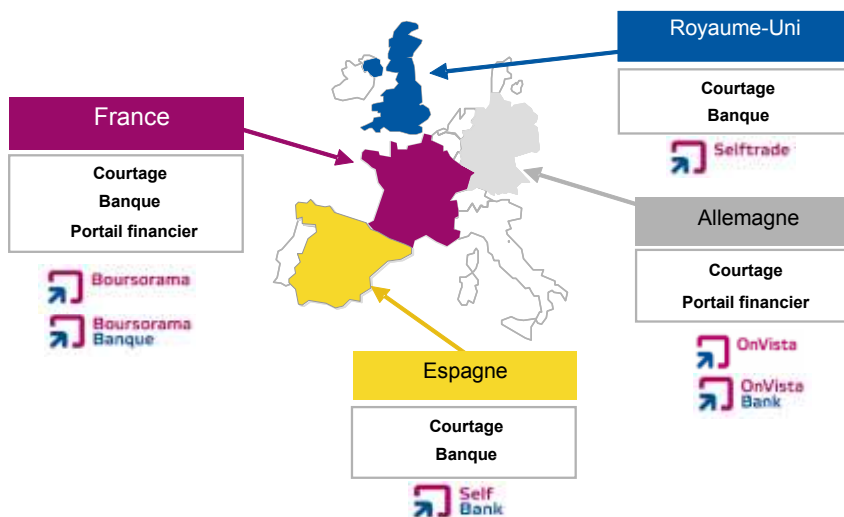 Royaume-Uni
Courtage
Banque
Selftrade
France
Courtage
Banque
Portail financier
Boursorama
Boursorama
Banque
Allemagne
Courtage
Portail financier
OnVista
OnVista
Bank
Espagne
Courtage
Banque
Self
Bank